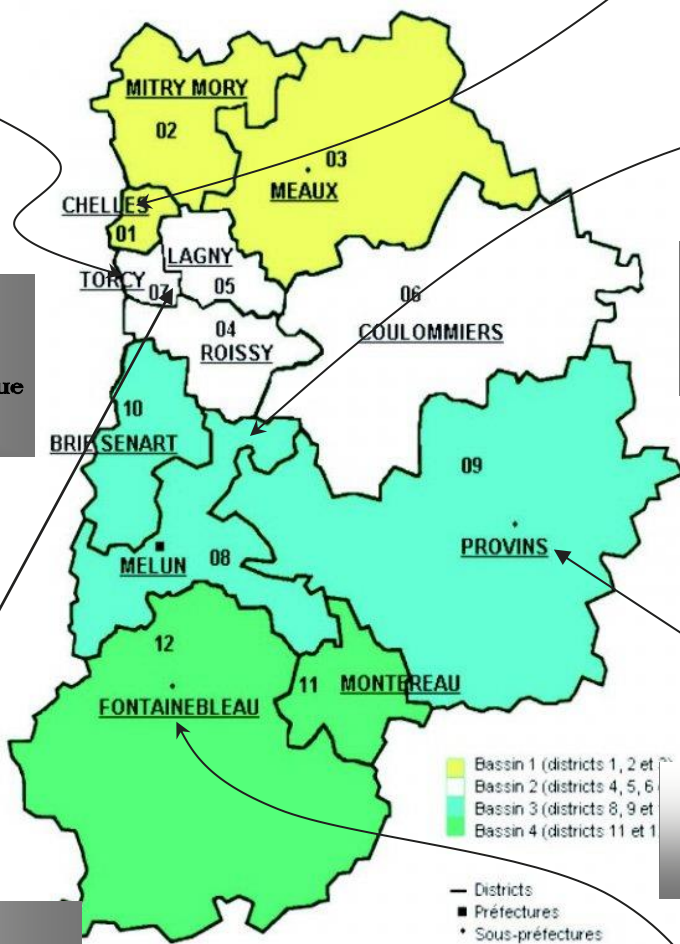 MITRY MORY
02
03
MEAUX
CHELLES
01
LAGNY
TORCY
07
05
06
04
ROISSY
COULOMMIERS
ue
10
BRIE SENART
09
PROVINS
MELUN
08
12
11
MONTEREAU
FONTAINEBLEAU
Bassin 1 (districts 1, 2 et
Bassin 2 (districts 4, 5, 6
Bassin 3 (districts 8, 9 et
Bassin 4 (districts 11 et 1
Districts
Préfectures
Sous-préfectures